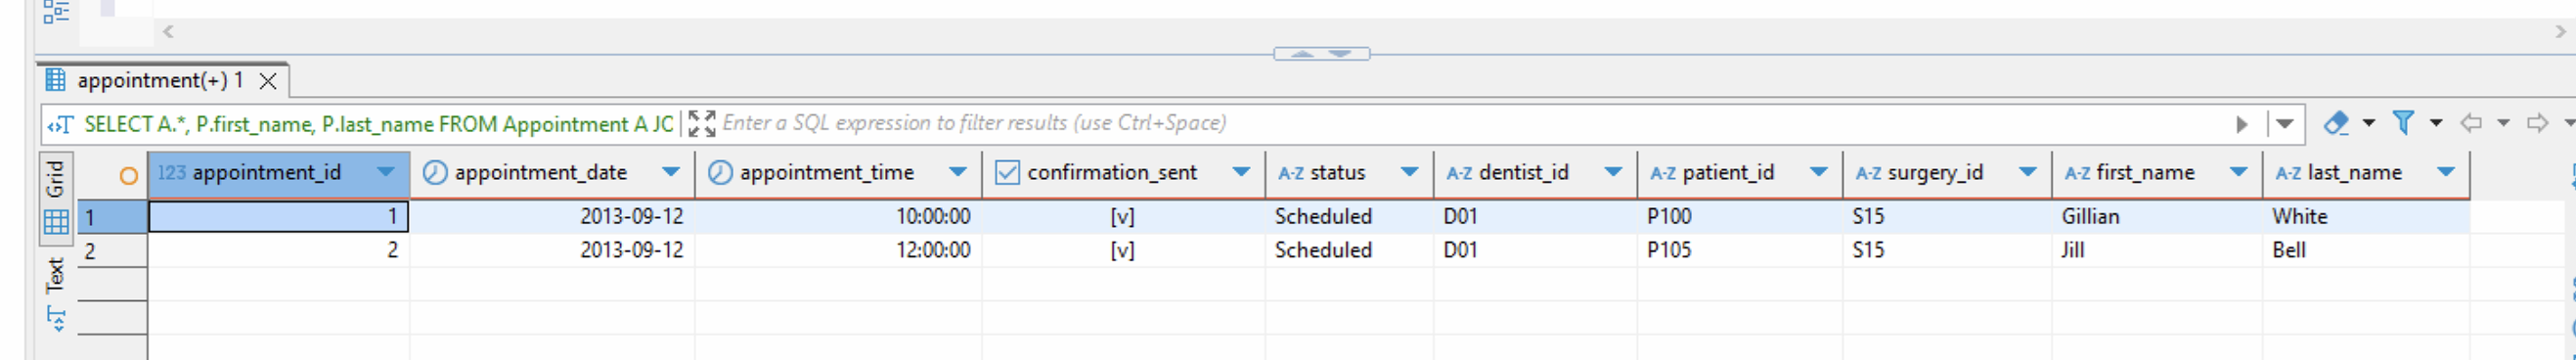 appointment(+) 1
SELECT A.*, P.first_name, P.last_name FROM Appointment A JO Enter a SQL expression to filter results (use Ctrl+Space)
Grid
Text
123 appointment_id appointment_date appointment_time confirmation_sent A-Z status A-Z dentist_id A-Z patient_id A-Z surgery_id A-Z first_name A-Z last_name
1 1 2013-09-12 10:00:00 [v] Scheduled D01 P100 S15 Gillian White
2 2 2013-09-12 12:00:00 [v] Scheduled D01 P105 S15 Jill Bell